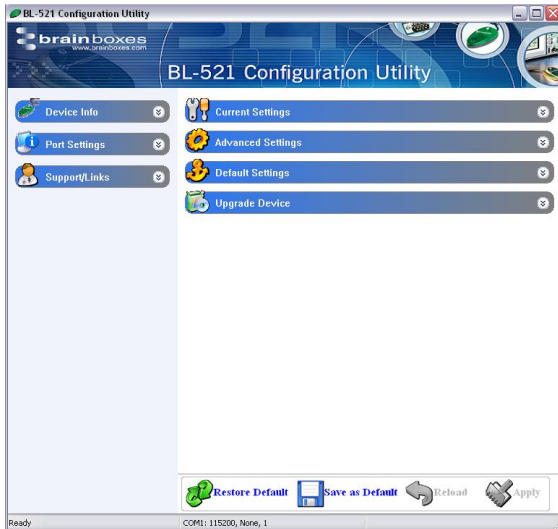 BL-521 Configuration Utility
brainboxes
www.brainboxes.com
BL-521 Configuration Utility
Device Info
Port Settings
Support/Links
Current Settings
Advanced Settings
Default Settings
Upgrade Device
Restore Default Save as Default Reload Apply
Ready COM1: 115200, None, 1